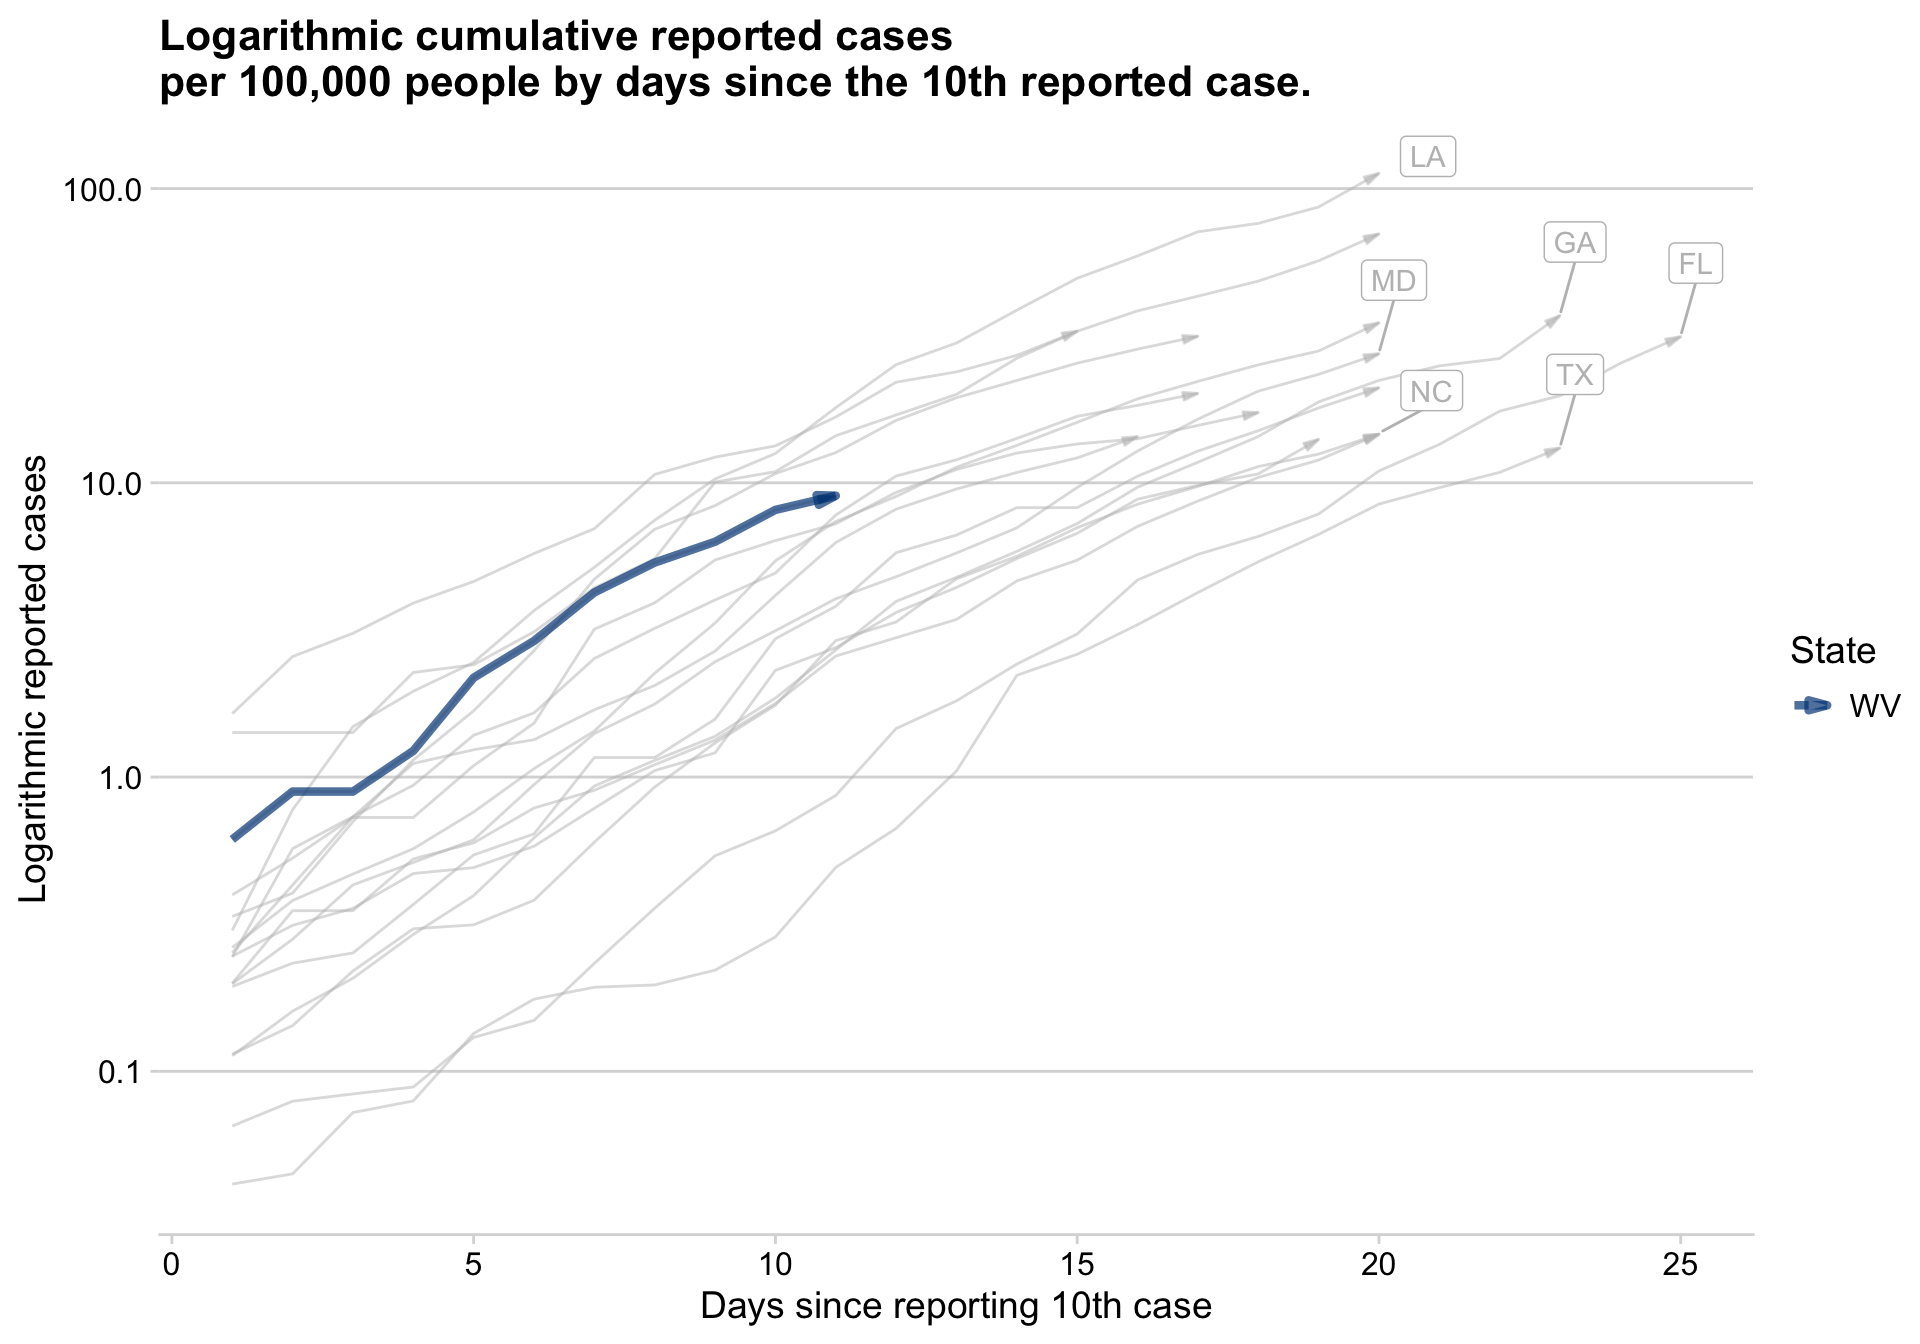 Logarithmic cumulative reported cases
per 100,000 people by days since the 10th reported case.
LA
100.0
GA
FL
MD
TX
NC
10.0
Logarithmic reported cases
State
WV
1.0
0.1
0 5 10 15 20 25
Days since reporting 10th case